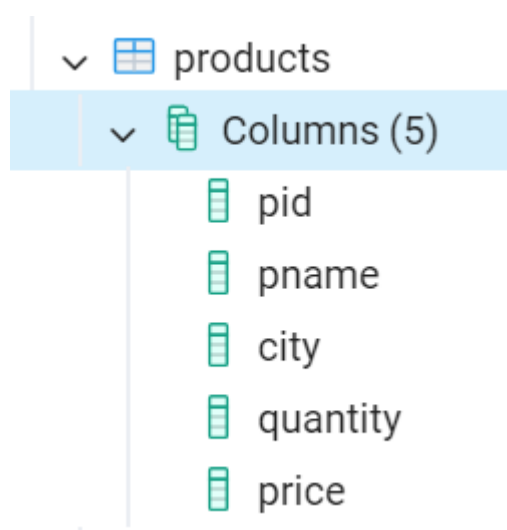 products
Columns (5)
pid
pname
city
quantity
price